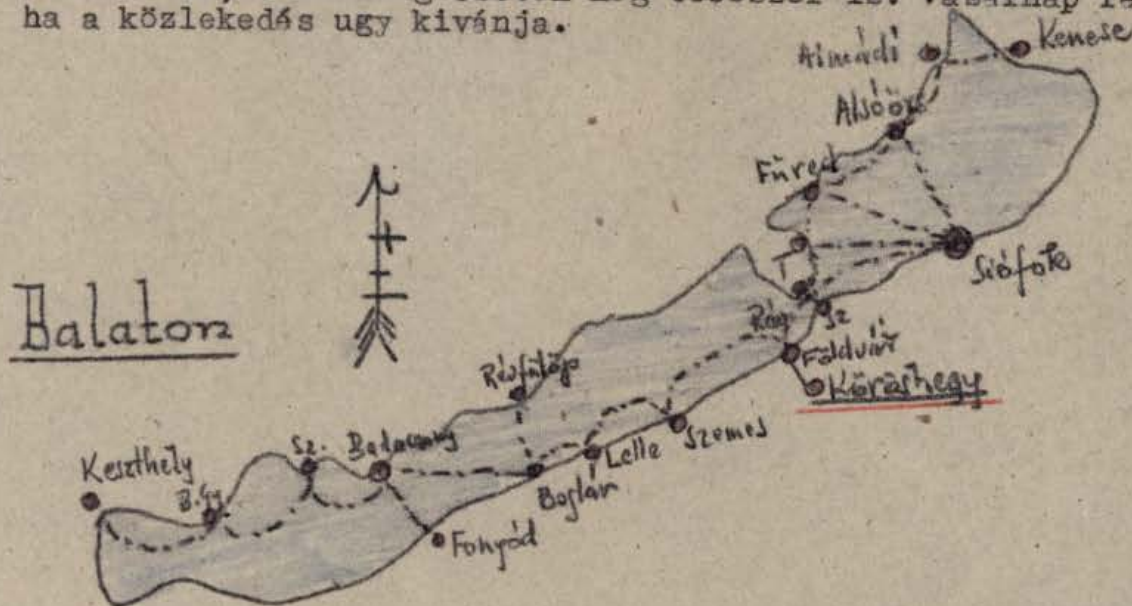 ha a közlekedés ugy kivánja.
Kenese
Almádi
Alsóörs
Füred
Siófok
T
Rév
Sz
Földvár
Kőröshegy
Balaton
Révfülöp
Szemes
Lelle
Sz.
Badacsony
Keszthely
B.Gy
Boglár
Fonyód